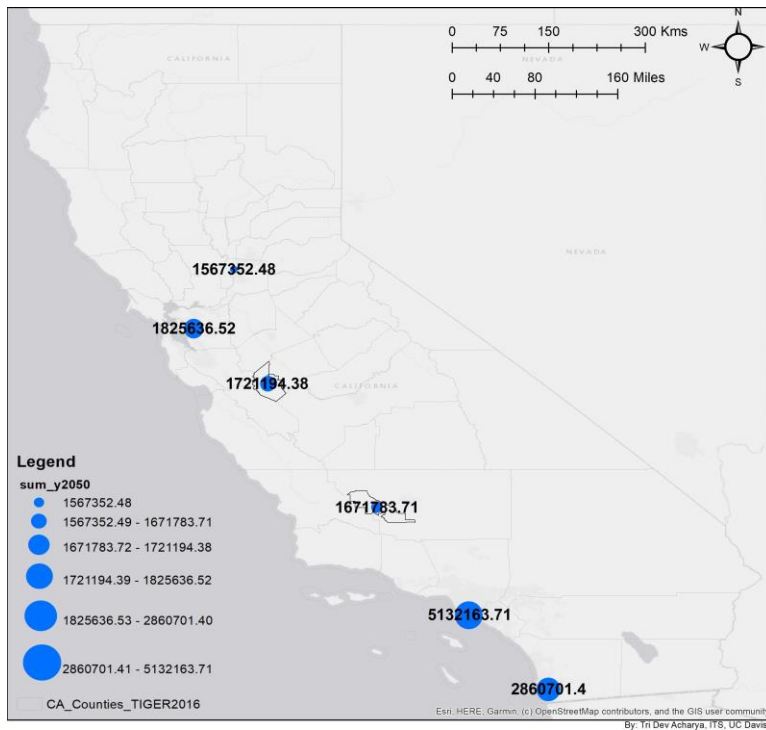 N
W
E
S
0 75 150 300 Kms
0 40 80 160 Miles
CALIFORNIA
NEVADA
NEVADA
1567352.48
1825636.52
1721194.38
CALIFORNIA
1671783.71
5132163.71
2860701.4
Legend
sum_y2050
1567352.48
1567352.49 - 1671783.71
1671783.72 - 1721194.38
1721194.39 - 1825636.52
1825636.53 - 2860701.40
2860701.41 - 5132163.71
CA_Counties_TIGER2016
Esri, HERE, Garmin, (c) OpenStreetMap contributors, and the GIS user community
By: Tri Dev Acharya, ITS, UC Davis